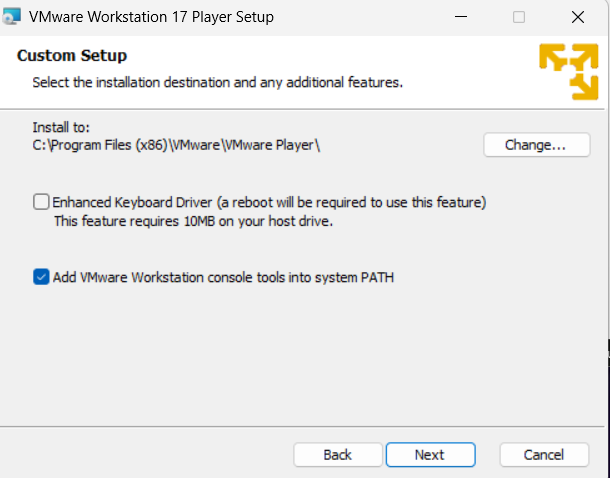 VMware Workstation 17 Player Setup
Custom Setup
Select the installation destination and any additional features.
Install to:
C:\Program Files (x86)\VMware\VMware Player\
Change...
Enhanced Keyboard Driver (a reboot will be required to use this feature)
This feature requires 10MB on your host drive.
Add VMware Workstation console tools into system PATH
Back
Next
Cancel